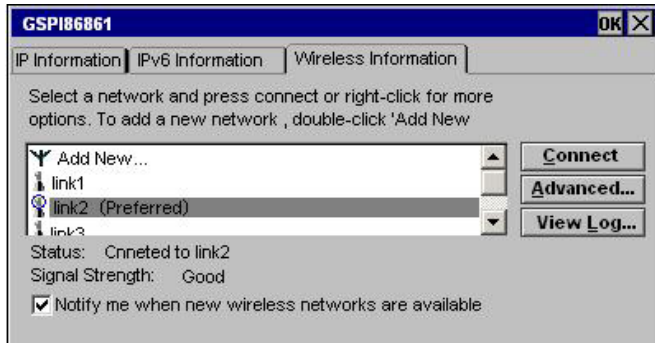 GSPI86861 OK
IP Information IPv6 Information Wireless Information
Select a network and press connect or right-click for more
options. To add a new network , double-click 'Add New
Add New...
link1
link2 (Preferred)
link3
Connect
Advanced...
View Log...
Status: Cnneted to link2
Signal Strength: Good
Notify me when new wireless networks are available